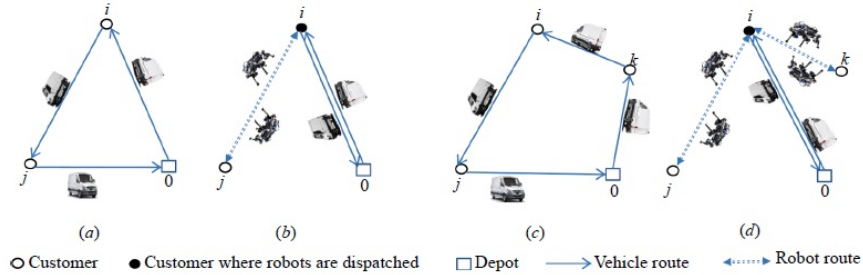 i
j
0
(a)
i
j
0
(b)
i
k
j
0
(c)
i
k
j
0
(d)
Customer
Customer where robots are dispatched
Depot
Vehicle route
Robot route